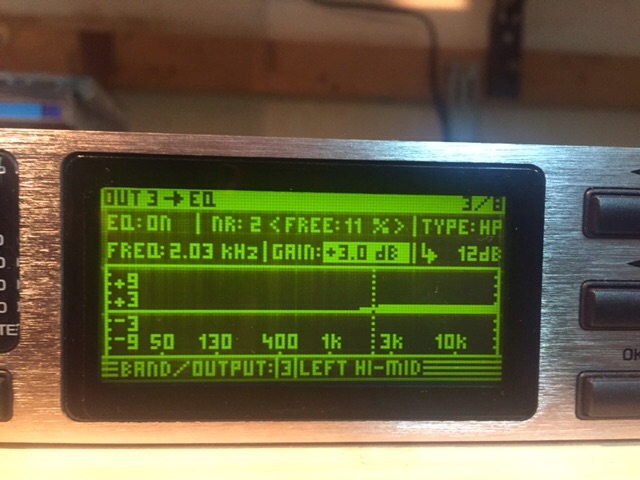 OUT 3 → EQ 3/8
EQ: ON | NR: 2 <FREE: 11 %> | TYPE: HP
FREQ: 2.03 kHz | GAIN: +3.0 dB | 12dB
+9
+3
-3
-9 50 130 400 1k 3k 10k
BAND/OUTPUT: |3| LEFT HI-MID
OK